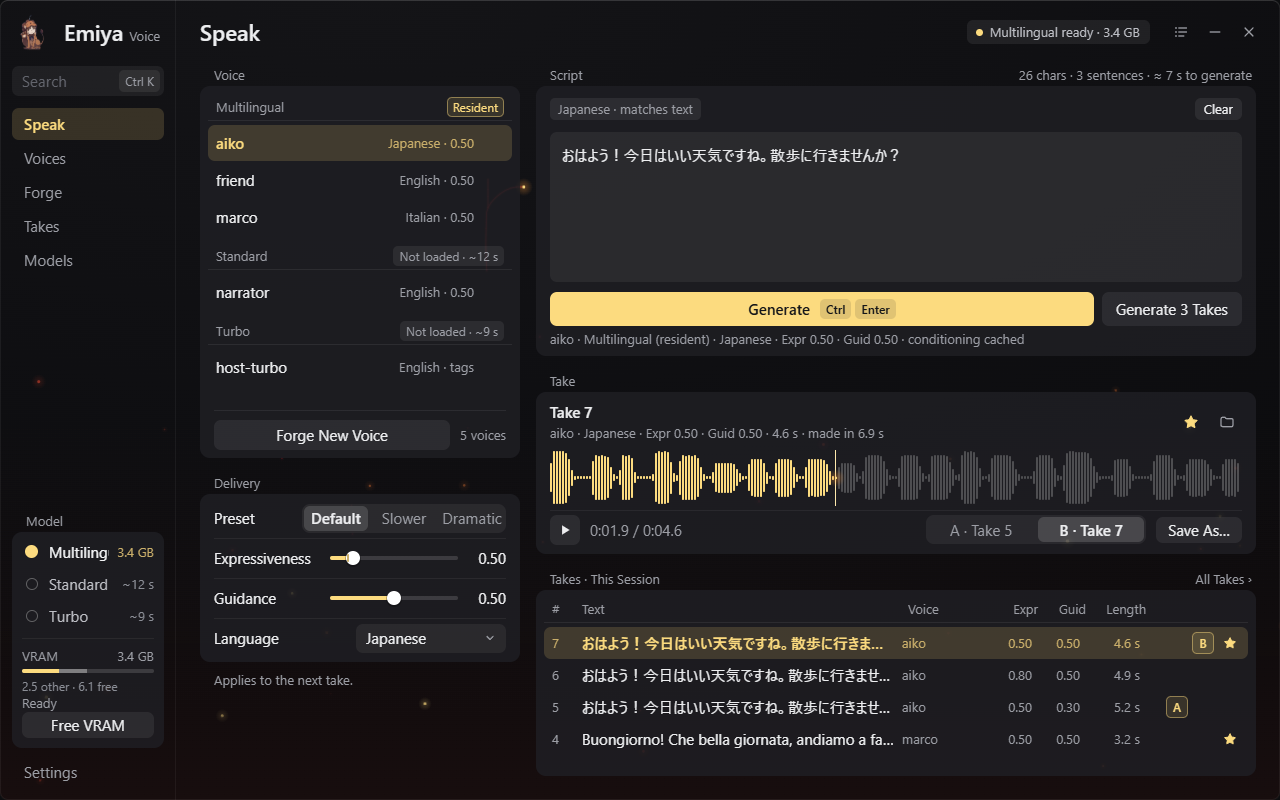 Emiya Voice
Search Ctrl K
Speak
Voices
Forge
Takes
Models
Model
Multiling 3.4 GB
Standard ~12 s
Turbo ~9 s
VRAM 3.4 GB
2.5 other · 6.1 free
Ready
Free VRAM
Settings
Speak
Multilingual ready · 3.4 GB
Voice
Multilingual Resident
aiko Japanese · 0.50
friend English · 0.50
marco Italian · 0.50
Standard Not loaded · ~12 s
narrator English · 0.50
Turbo Not loaded · ~9 s
host-turbo English · tags
Forge New Voice 5 voices
Delivery
Preset Default Slower Dramatic
Expressiveness 0.50
Guidance 0.50
Language Japanese
Applies to the next take.
Script 26 chars · 3 sentences · ≈ 7 s to generate
Japanese · matches text Clear
おはよう！今日はいい天気ですね。散歩に行きませんか？
Generate Ctrl Enter Generate 3 Takes
aiko · Multilingual (resident) · Japanese · Expr 0.50 · Guid 0.50 · conditioning cached
Take
Take 7
aiko · Japanese · Expr 0.50 · Guid 0.50 · 4.6 s · made in 6.9 s
0:01.9 / 0:04.6 A · Take 5 B · Take 7 Save As...
Takes · This Session All Takes ›
# Text Voice Expr Guid Length
7 おはよう！今日はいい天気ですね。散歩に行きま... aiko 0.50 0.50 4.6 s B
6 おはよう！今日はいい天気ですね。散歩に行きませ... aiko 0.80 0.50 4.9 s
5 おはよう！今日はいい天気ですね。散歩に行きませ... aiko 0.50 0.30 5.2 s A
4 Buongiorno! Che bella giornata, andiamo a fa... marco 0.50 0.50 3.2 s